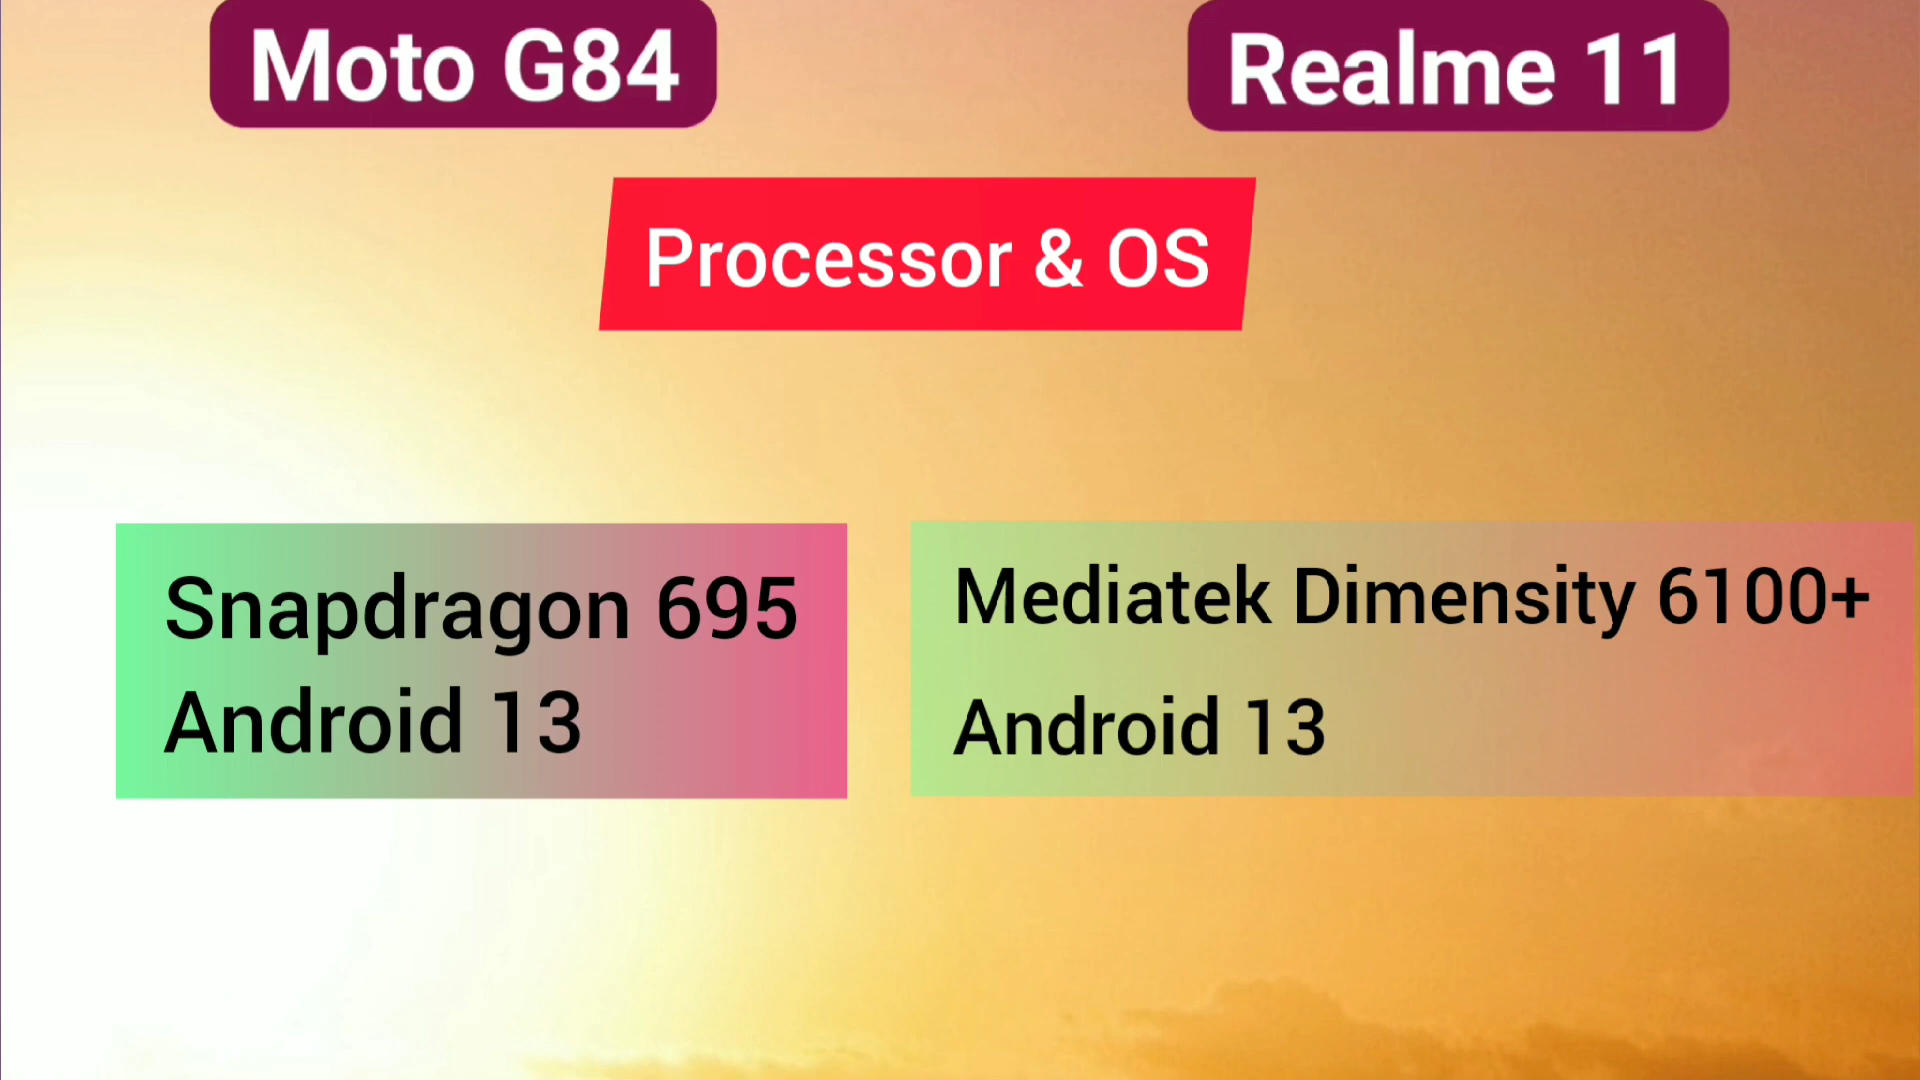 Moto G84
Realme 11
Processor & OS
Snapdragon 695
Android 13
Mediatek Dimensity 6100+
Android 13